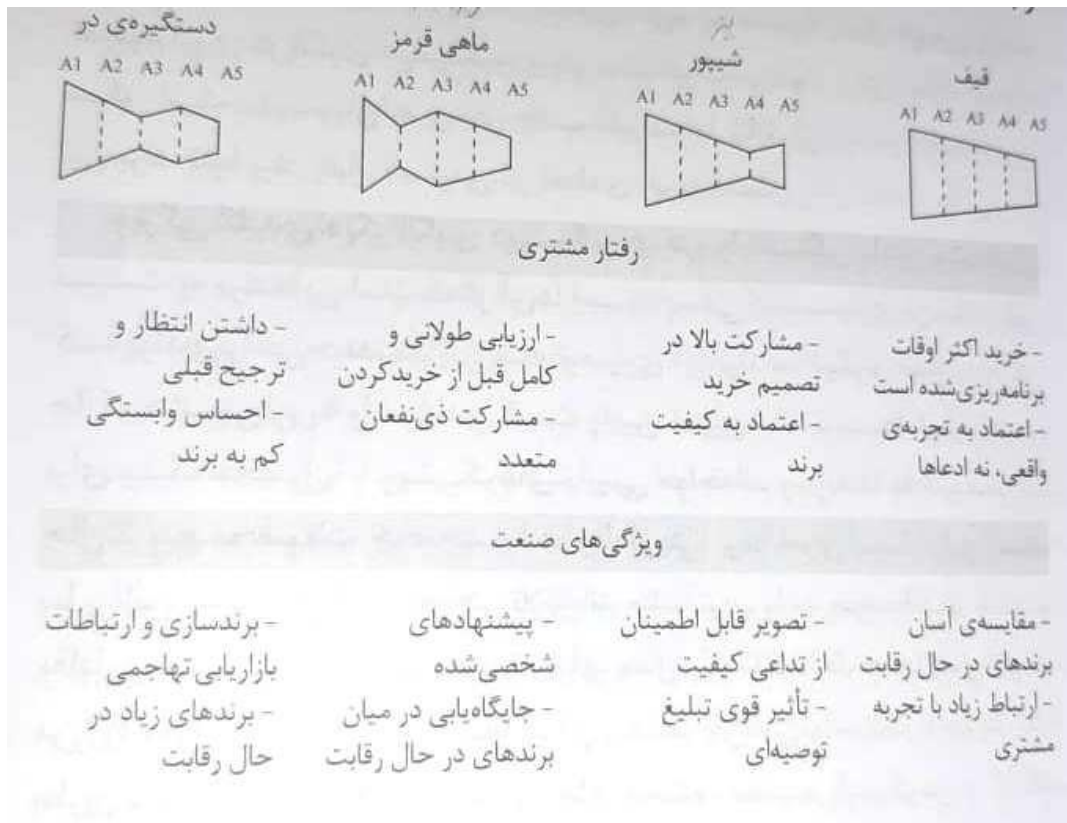 قیف
A1 A2 A3 A4 A5
شیپور
A1 A2 A3 A4 A5
ماهی قرمز
A1 A2 A3 A4 A5
دستگیره‌ی در
A1 A2 A3 A4 A5
رفتار مشتری
- خرید اکثر اوقات
برنامه‌ریزی‌شده است
- اعتماد به تجربه‌ی
واقعی، نه ادعاها
- مشارکت بالا در
تصمیم خرید
- اعتماد به کیفیت
برند
- ارزیابی طولانی و
کامل قبل از خریدکردن
- مشارکت ذی‌نفعان
متعدد
- داشتن انتظار و
ترجیح قبلی
- احساس وابستگی
کم به برند
ویژگی‌های صنعت
- مقایسه‌ی آسان
برندهای در حال رقابت
- ارتباط زیاد با تجربه
مشتری
- تصویر قابل اطمینان
از تداعی کیفیت
- تأثیر قوی تبلیغ
توصیه‌ای
- پیشنهادهای
شخصی‌شده
- جایگاه‌یابی در میان
برندهای در حال رقابت
- برندسازی و ارتباطات
بازاریابی تهاجمی
- برندهای زیاد در
حال رقابت